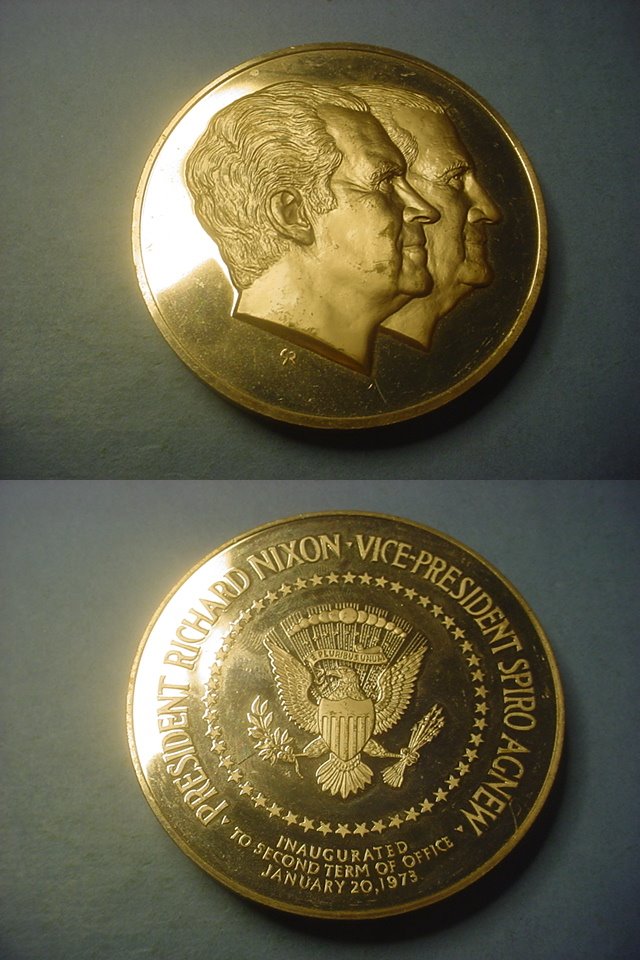 PRESIDENT RICHARD NIXON · VICE-PRESIDENT SPIRO AGNEW
E PLURIBUS UNUM
INAUGURATED
TO SECOND TERM OF OFFICE
JANUARY 20, 1973